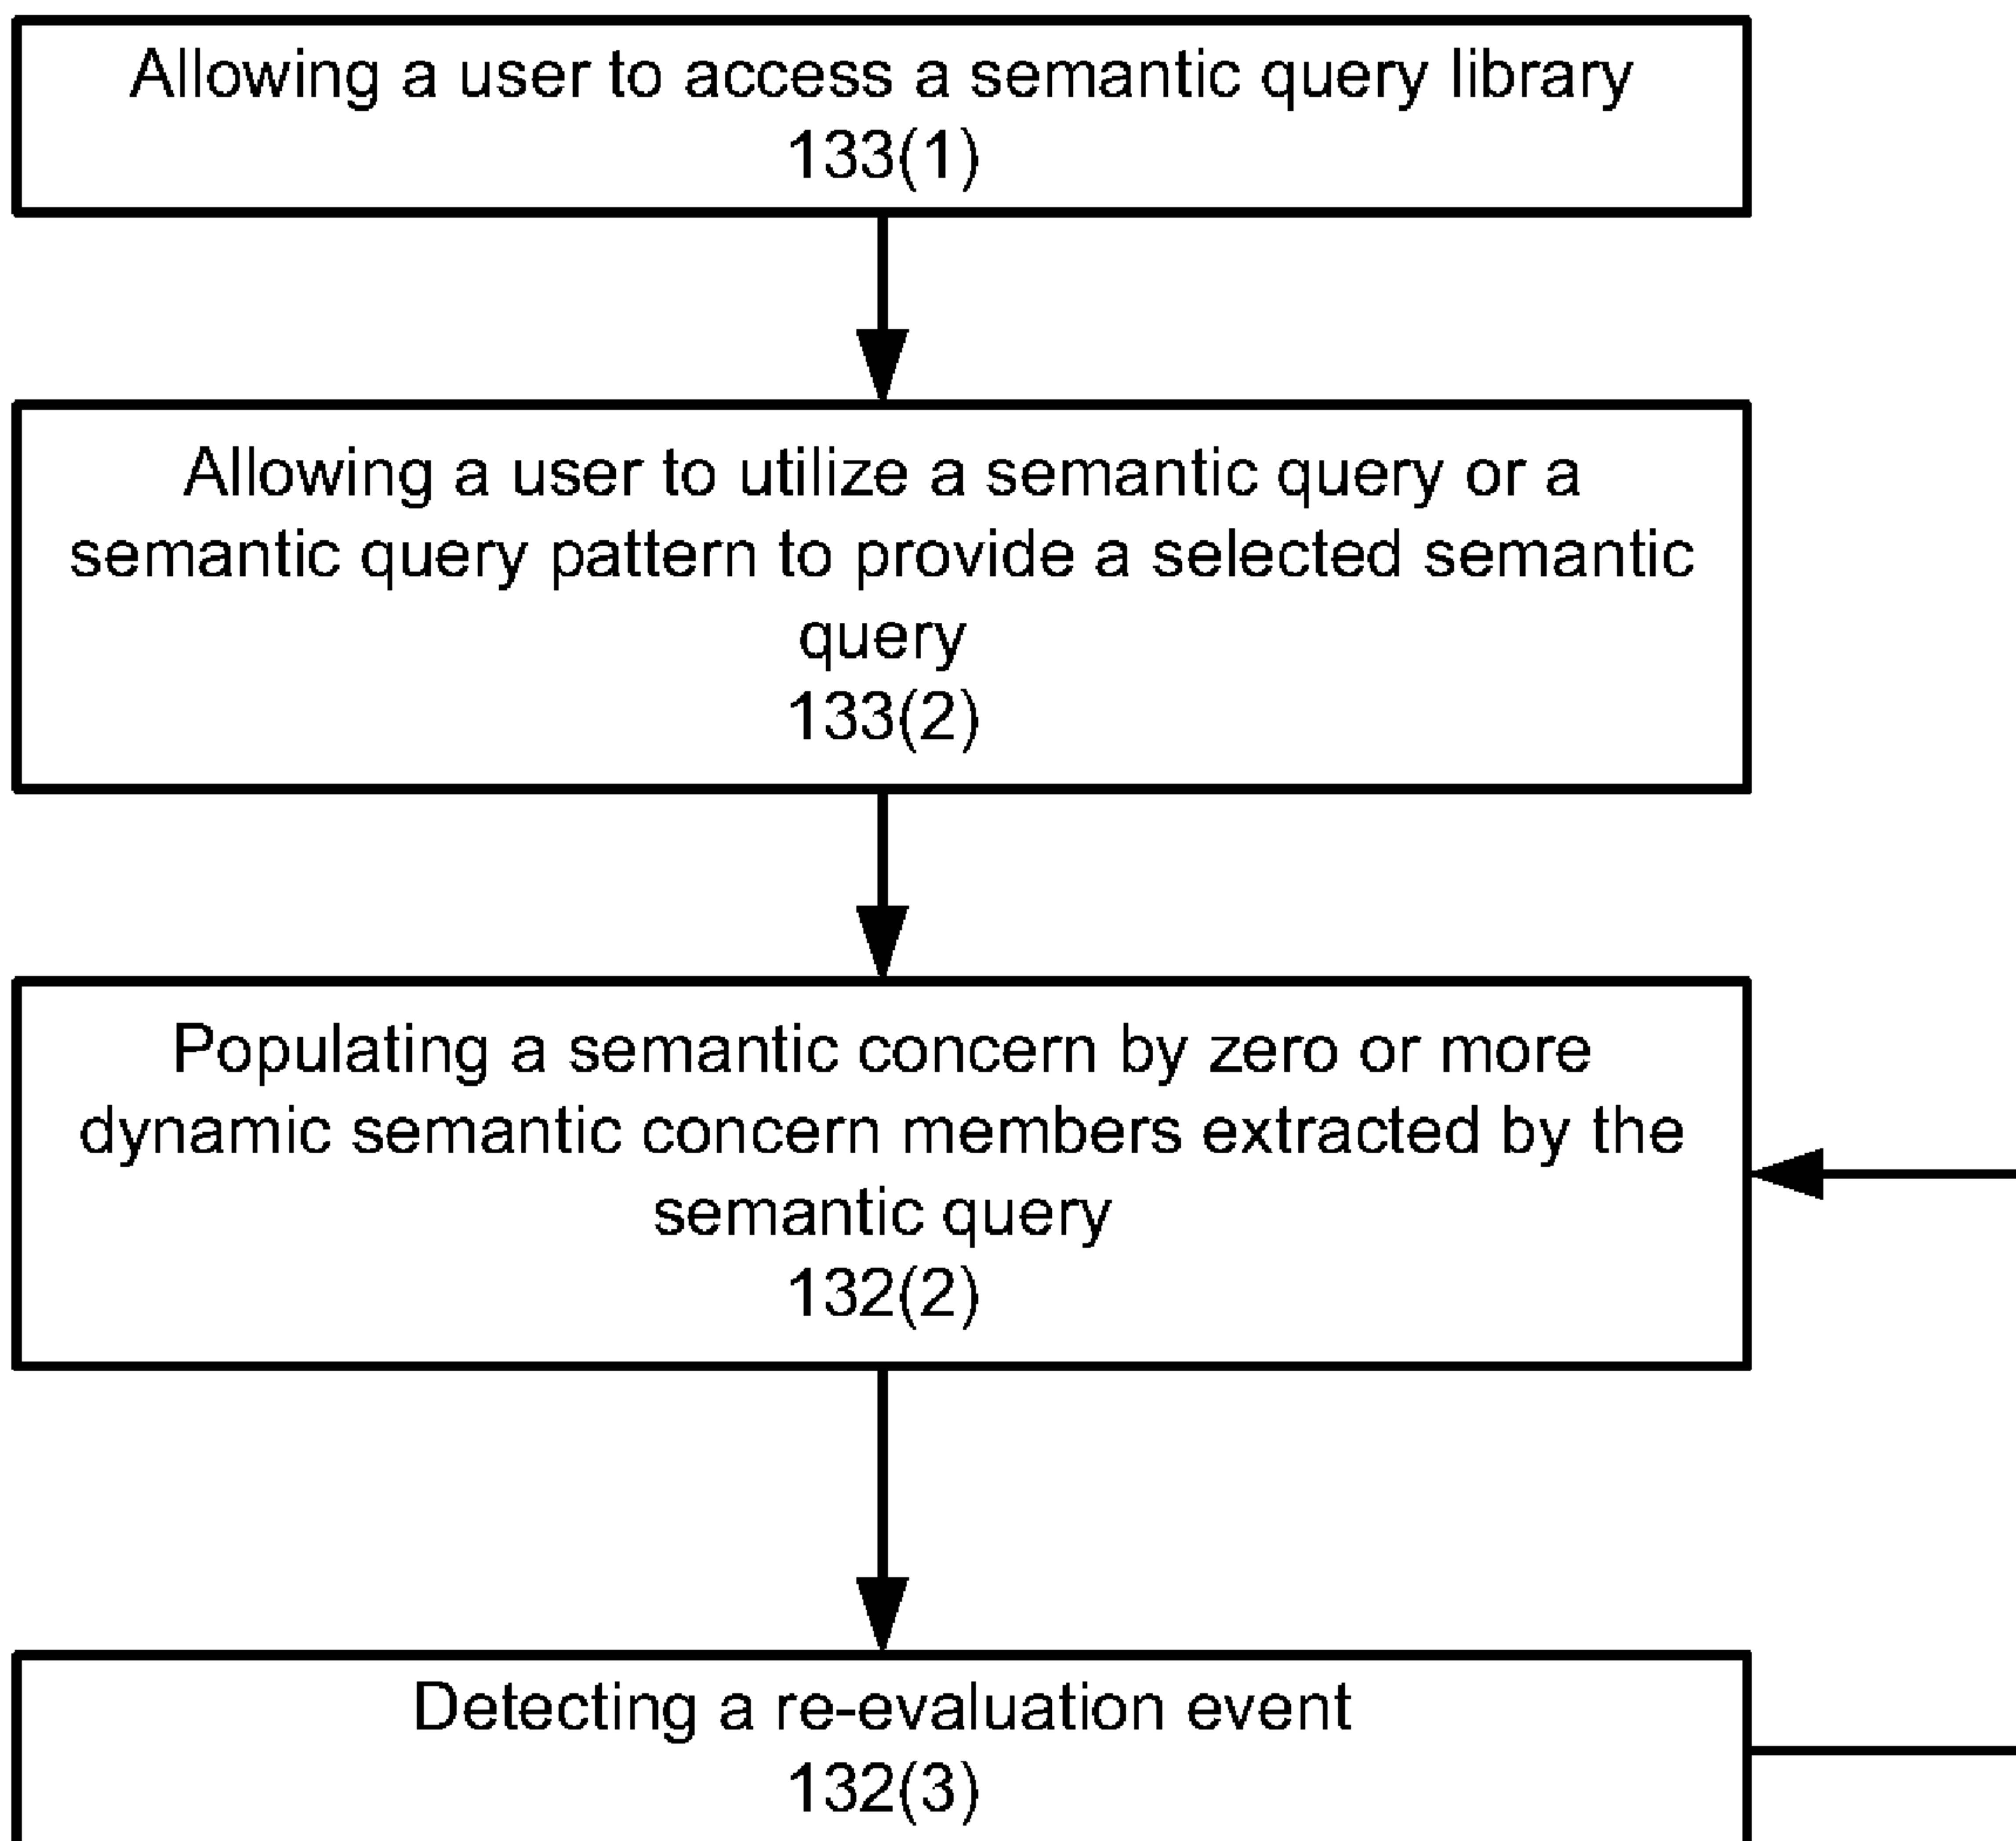 Allowing a user to access a semantic query library
133(1)
Allowing a user to utilize a semantic query or a
semantic query pattern to provide a selected semantic
query
133(2)
Populating a semantic concern by zero or more
dynamic semantic concern members extracted by the
semantic query
132(2)
Detecting a re-evaluation event
132(3)